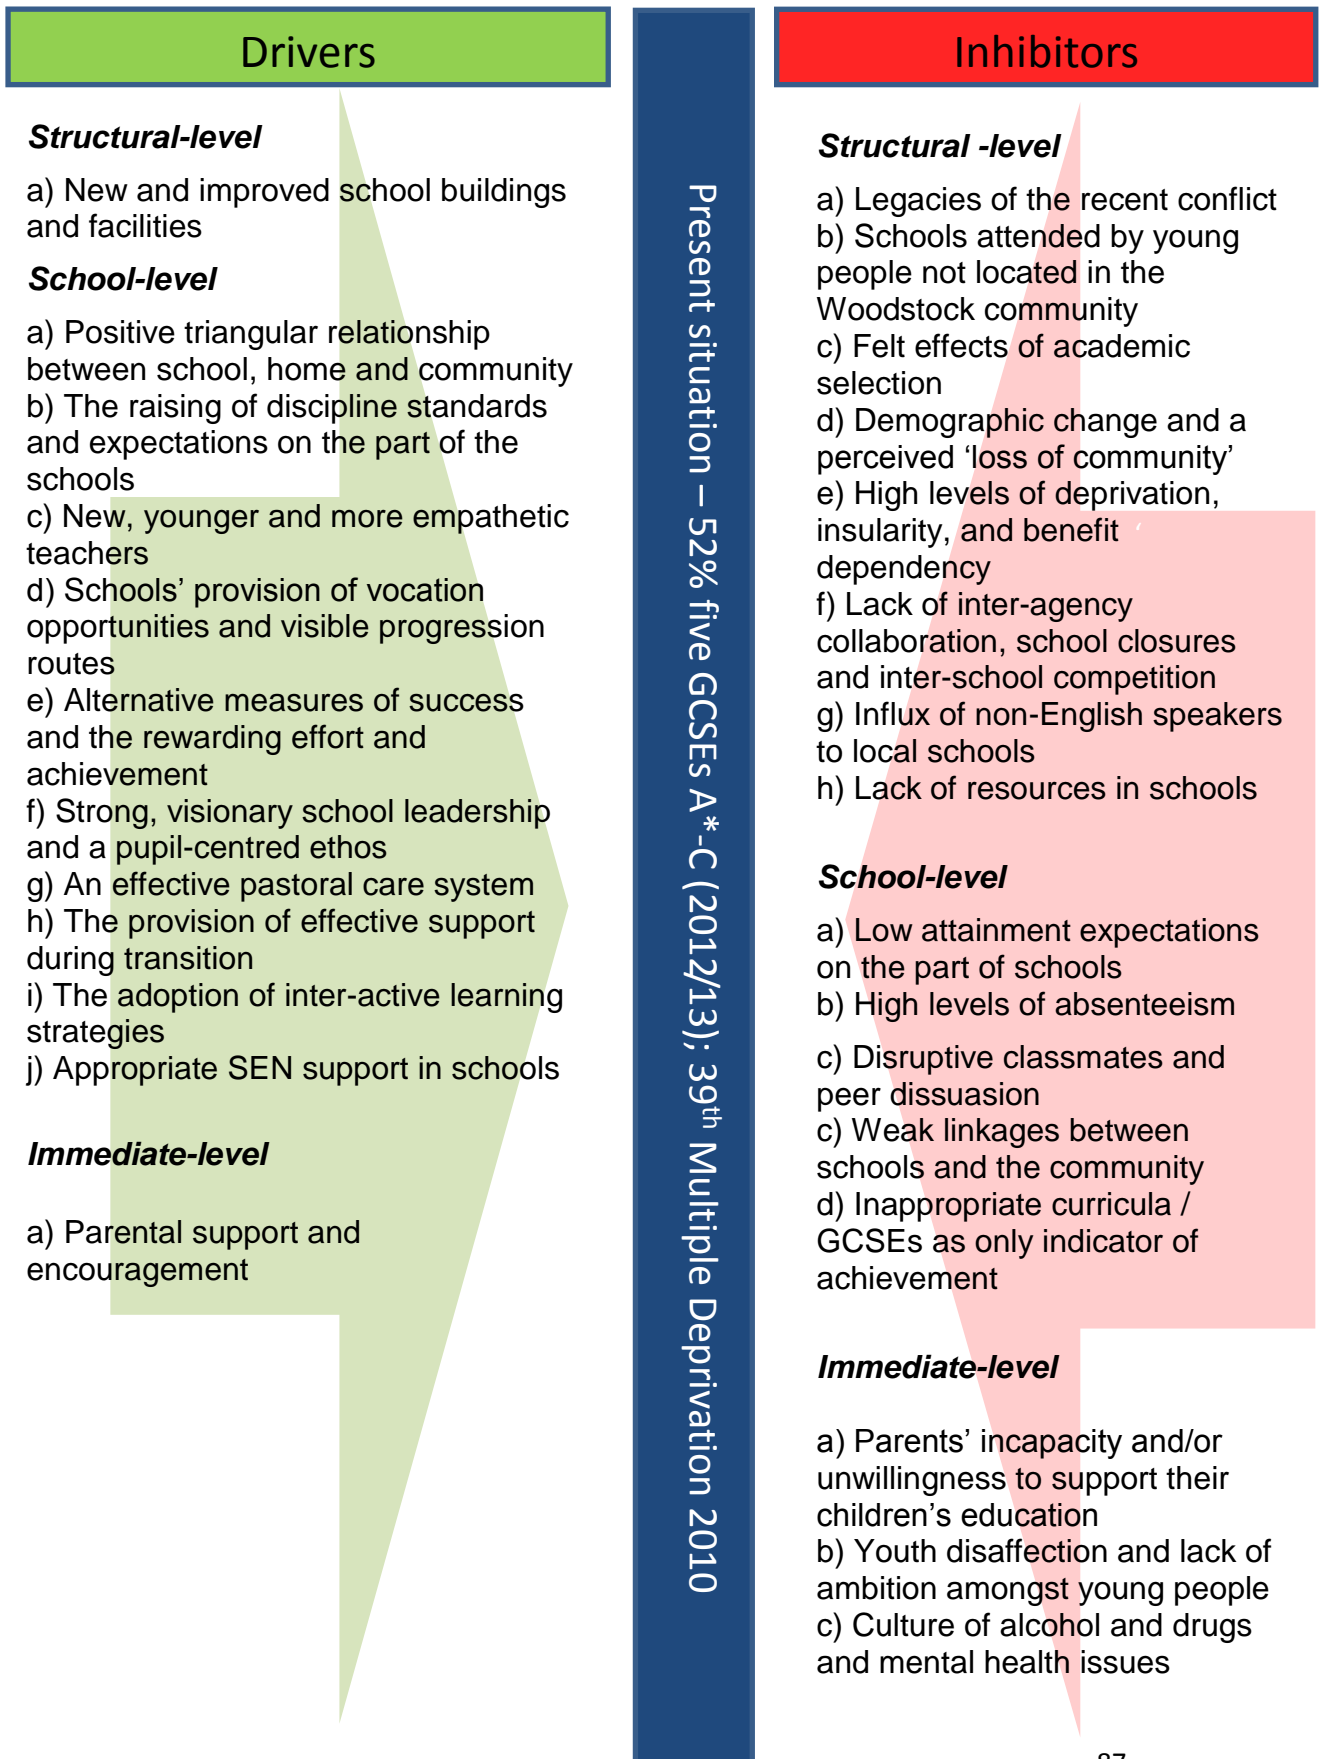 Drivers
Structural-level
a) New and improved school buildings
and facilities
School-level
a) Positive triangular relationship
between school, home and community
b) The raising of discipline standards
and expectations on the part of the
schools
c) New, younger and more empathetic
teachers
d) Schools’ provision of vocation
opportunities and visible progression
routes
e) Alternative measures of success
and the rewarding effort and
achievement
f) Strong, visionary school leadership
and a pupil-centred ethos
g) An effective pastoral care system
h) The provision of effective support
during transition
i) The adoption of inter-active learning
strategies
j) Appropriate SEN support in schools
Immediate-level
a) Parental support and
encouragement
Present situation – 52% five GCSEs A*-C (2012/13); 39th Multiple Deprivation 2010
Inhibitors
Structural -level
a) Legacies of the recent conflict
b) Schools attended by young
people not located in the
Woodstock community
c) Felt effects of academic
selection
d) Demographic change and a
perceived ‘loss of community’
e) High levels of deprivation,
insularity, and benefit
dependency
f) Lack of inter-agency
collaboration, school closures
and inter-school competition
g) Influx of non-English speakers
to local schools
h) Lack of resources in schools
School-level
a) Low attainment expectations
on the part of schools
b) High levels of absenteeism
c) Disruptive classmates and
peer dissuasion
c) Weak linkages between
schools and the community
d) Inappropriate curricula /
GCSEs as only indicator of
achievement
Immediate-level
a) Parents’ incapacity and/or
unwillingness to support their
children’s education
b) Youth disaffection and lack of
ambition amongst young people
c) Culture of alcohol and drugs
and mental health issues